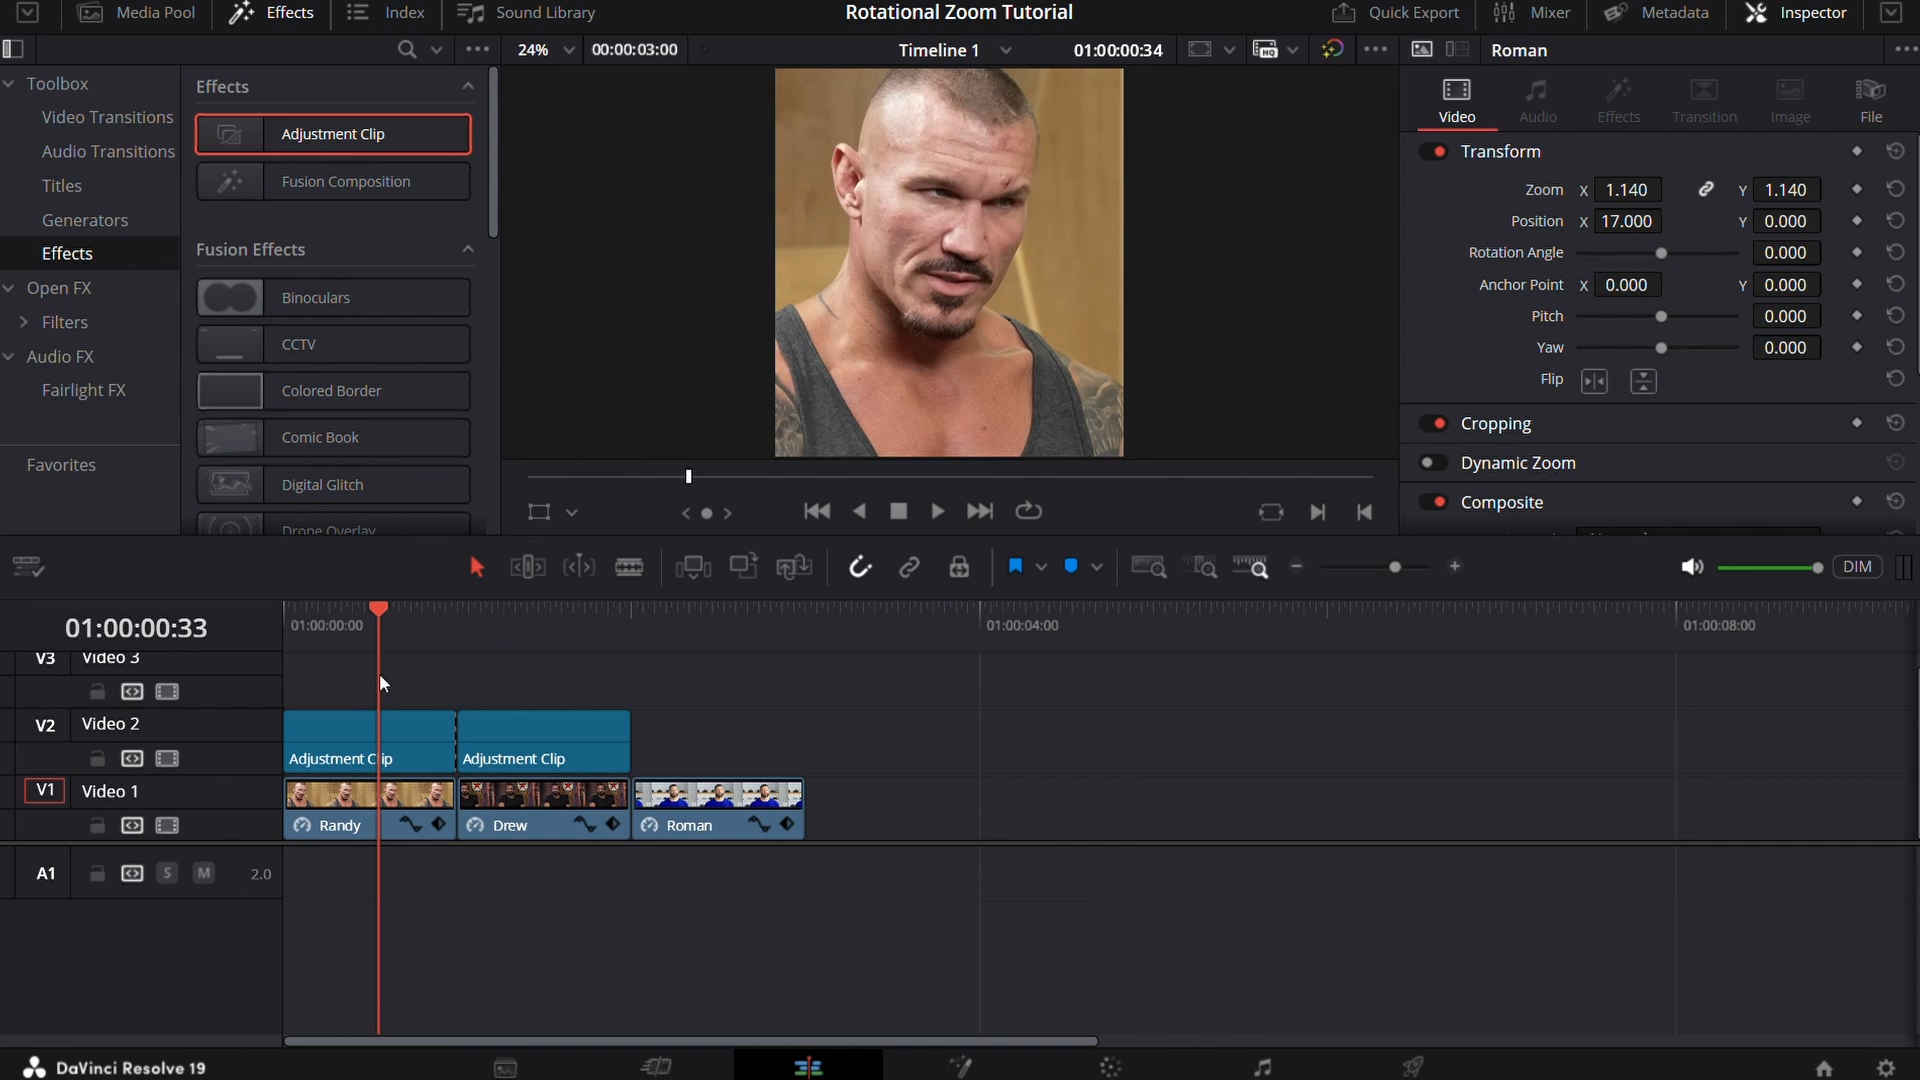 Media Pool
Effects
Index
Sound Library
Rotational Zoom Tutorial
Quick Export
Mixer
Metadata
Inspector
24%
00:00:03:00
Timeline 1
01:00:00:34
HQ
Roman
Toolbox
Video Transitions
Audio Transitions
Titles
Generators
Effects
Open FX
Filters
Audio FX
Fairlight FX
Favorites
Effects
Adjustment Clip
Fusion Composition
Fusion Effects
Binoculars
CCTV
Colored Border
Comic Book
Digital Glitch
Drone Overlay
Video
Audio
Effects
Transition
Image
File
Transform
Zoom X 1.140 Y 1.140
Position X 17.000 Y 0.000
Rotation Angle 0.000
Anchor Point X 0.000 Y 0.000
Pitch 0.000
Yaw 0.000
Flip
Cropping
Dynamic Zoom
Composite
DIM
01:00:00:33
01:00:00:00
01:00:04:00
01:00:08:00
V3 Video 3
V2 Video 2
Adjustment Clip
Adjustment Clip
V1 Video 1
Randy
Drew
Roman
A1 S M 2.0
DaVinci Resolve 19